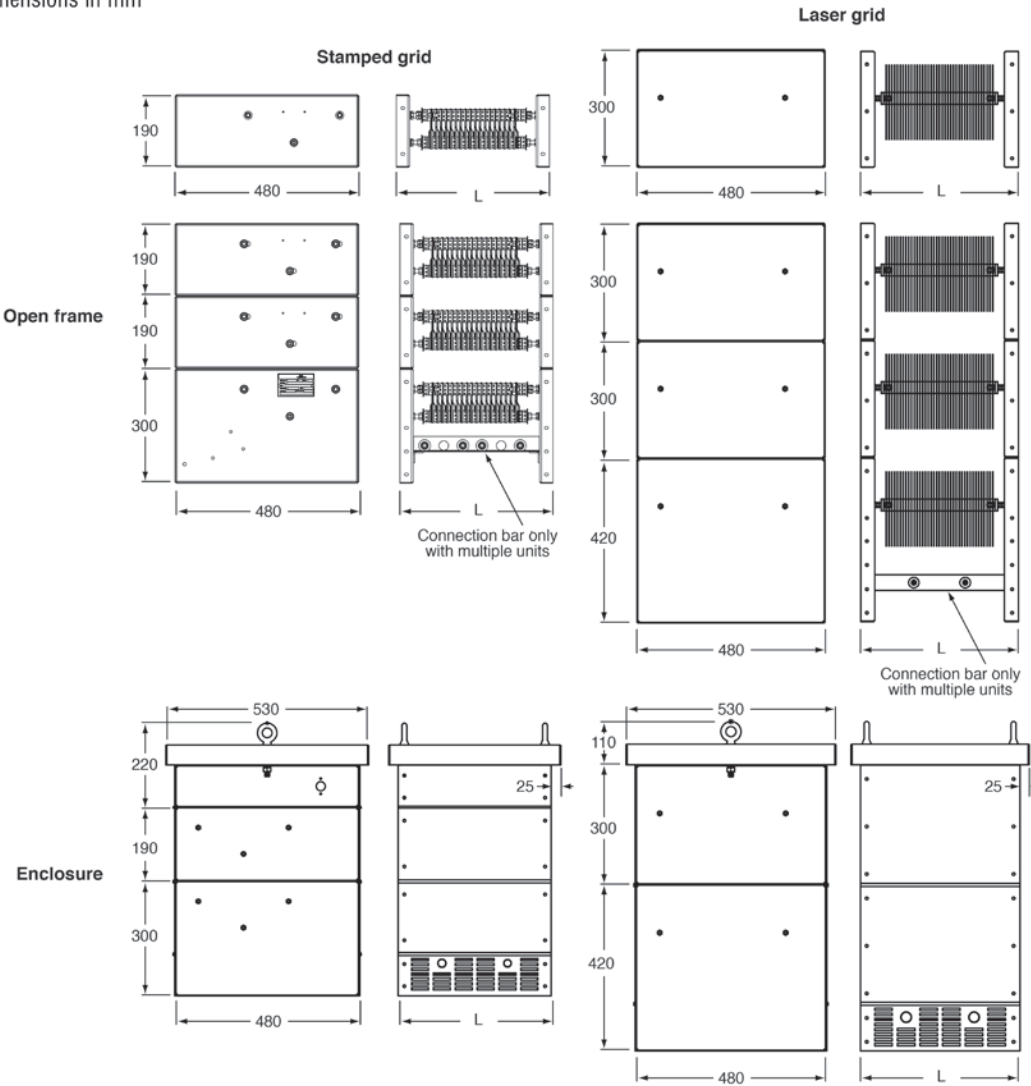 Dimensions in mm
Laser grid
Stamped grid
190
480
L
300
480
L
Open frame
190
190
300
480
L
Connection bar only
with multiple units
300
300
420
480
L
Connection bar only
with multiple units
Enclosure
530
220
190
300
480
25
L
530
110
300
420
480
25
L